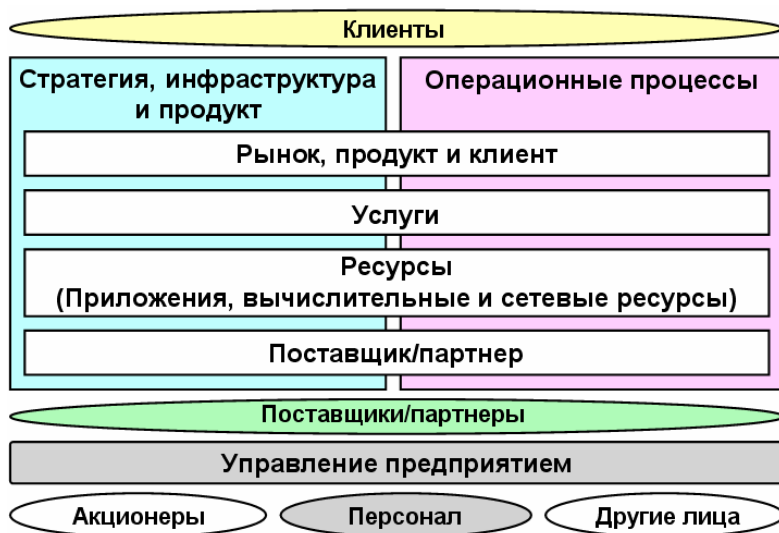 Клиенты
Стратегия, инфраструктура
и продукт
Операционные процессы
Рынок, продукт и клиент
Услуги
Ресурсы
(Приложения, вычислительные и сетевые ресурсы)
Поставщик/партнер
Поставщики/партнеры
Управление предприятием
Акционеры
Персонал
Другие лица